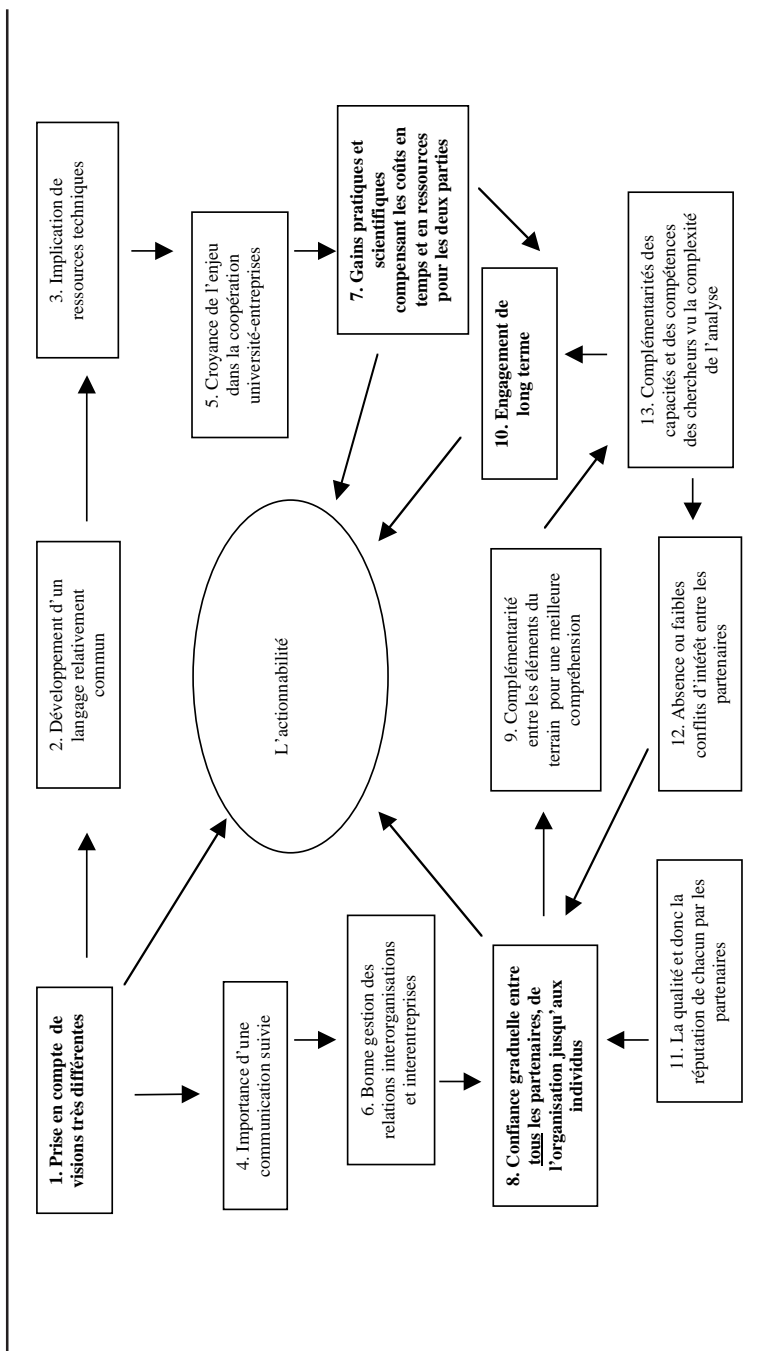 1. Prise en compte de
visions très différentes
2. Développement d'un
langage relativement
commun
3. Implication de
ressources techniques
4. Importance d'une
communication suivie
5. Croyance de l'enjeu
dans la coopération
université-entreprises
6. Bonne gestion des
relations interorganisations
et interentreprises
L'actionnabilité
7. Gains pratiques et
scientifiques
compensant les coûts en
temps et en ressources
pour les deux parties
8. Confiance graduelle entre
tous les partenaires, de
l'organisation jusqu'aux
individus
9. Complémentarité
entre les éléments du
terrain pour une meilleure
compréhension
10. Engagement de
long terme
11. La qualité et donc la
réputation de chacun par les
partenaires
12. Absence ou faibles
conflits d'intérêt entre les
partenaires
13. Complémentarités des
capacités et des compétences
des chercheurs vu la complexité
de l'analyse